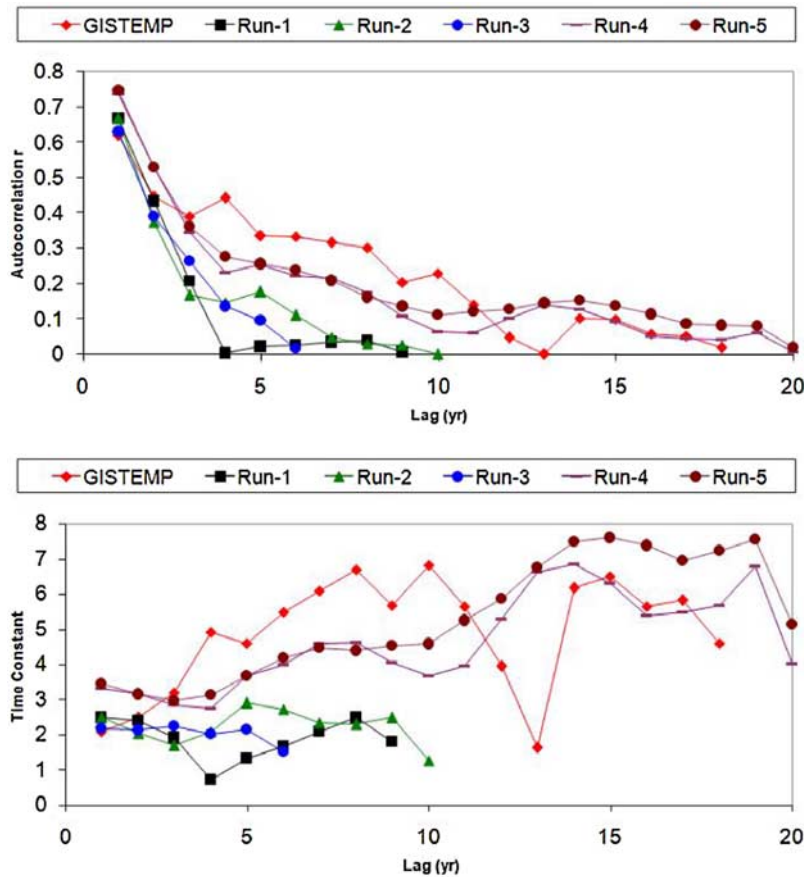 GISTEMP Run-1 Run-2 Run-3 Run-4 Run-5
0.8
0.7
0.6
0.5
0.4
0.3
0.2
0.1
0
Autocorrelation r
0 5 10 15 20
Lag (yr)
GISTEMP Run-1 Run-2 Run-3 Run-4 Run-5
8
7
6
5
4
3
2
1
0
Time Constant
0 5 10 15 20
Lag (yr)